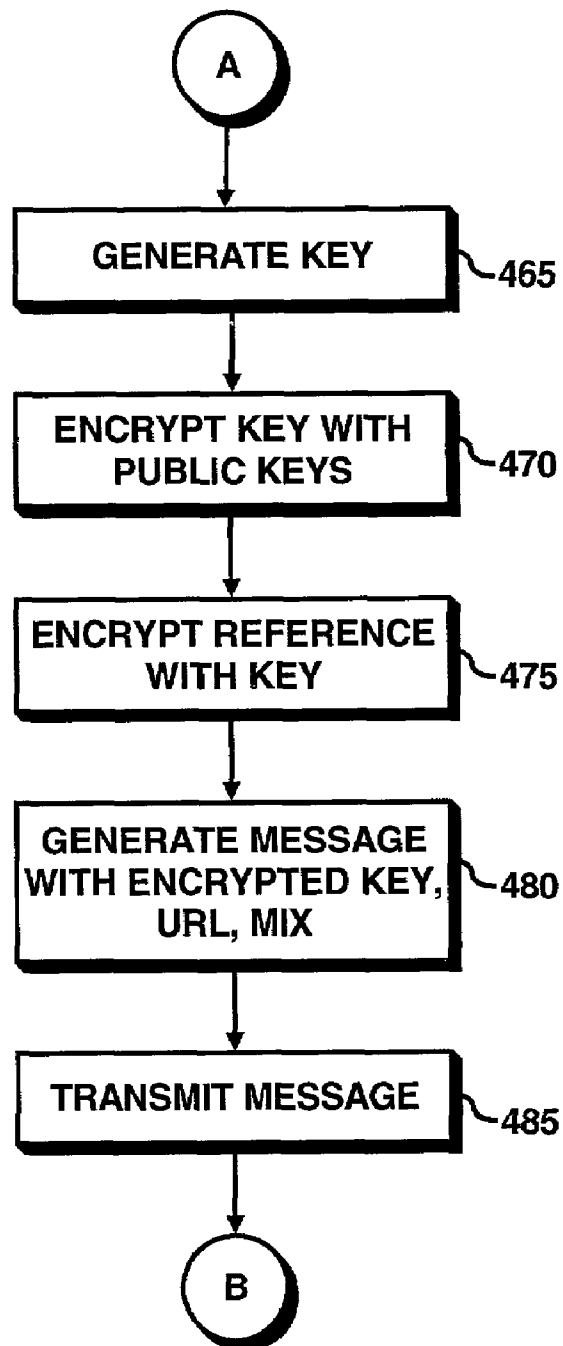 A
GENERATE KEY
465
ENCRYPT KEY WITH
PUBLIC KEYS
470
ENCRYPT REFERENCE
WITH KEY
475
GENERATE MESSAGE
WITH ENCRYPTED KEY,
URL, MIX
480
TRANSMIT MESSAGE
485
B